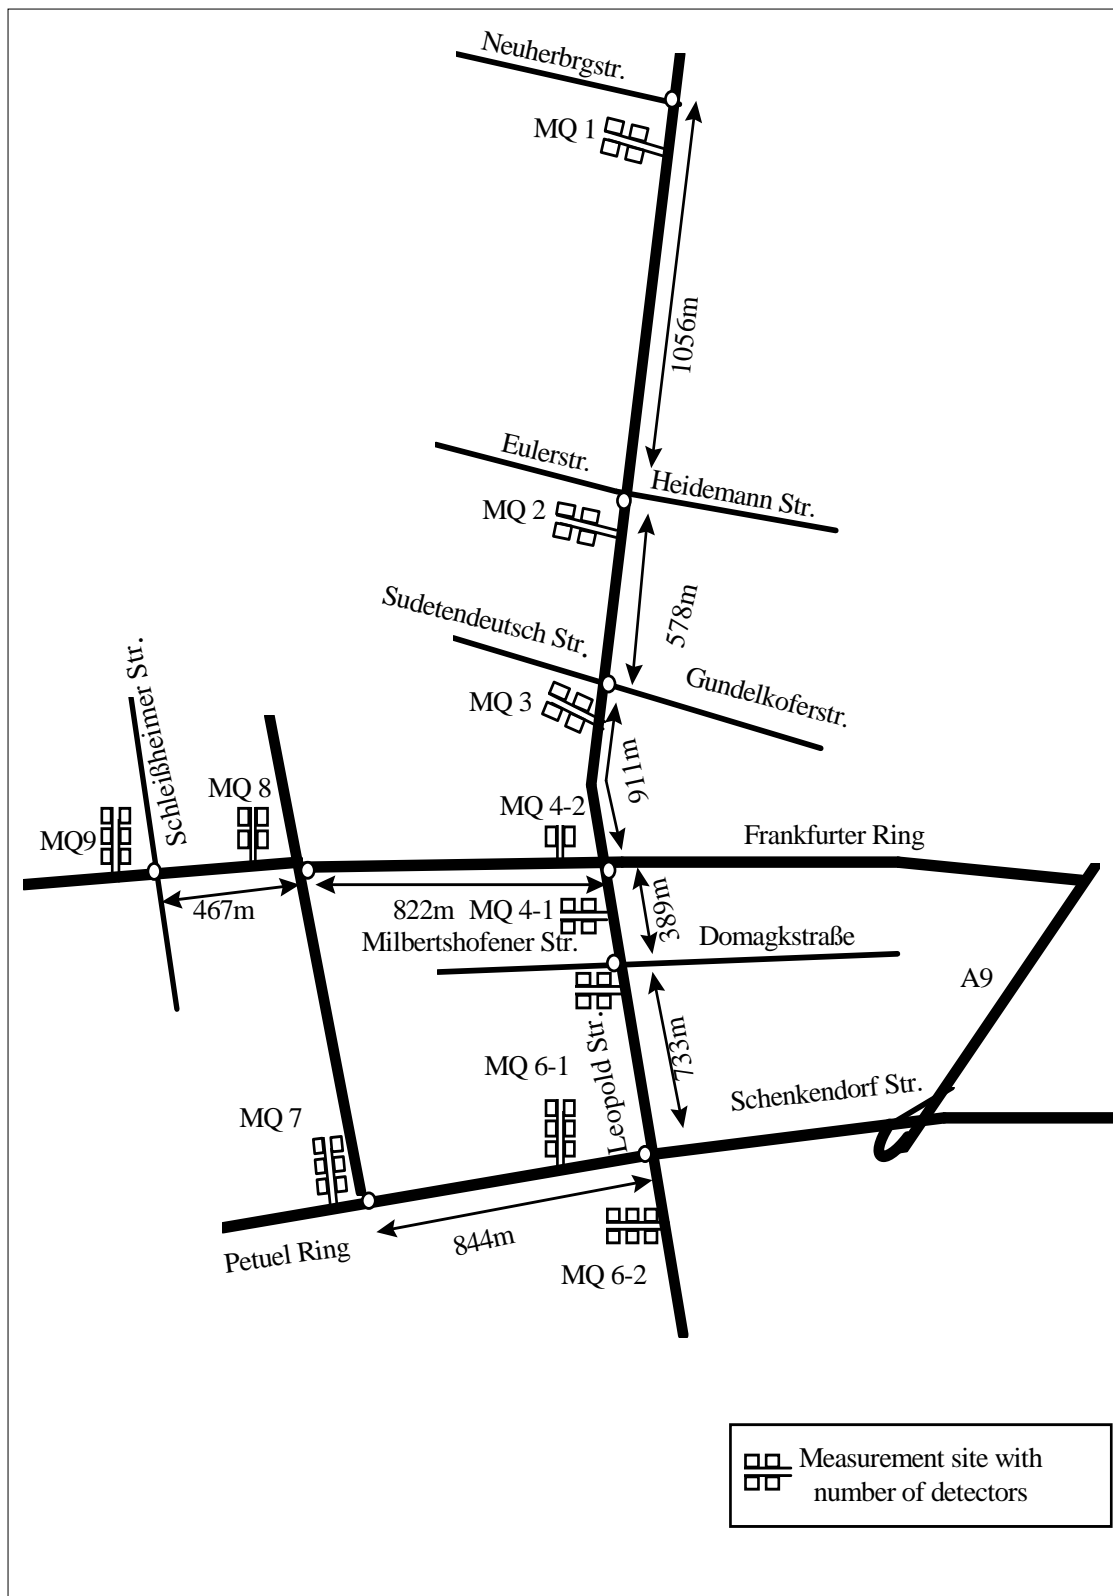 Neuherbrgstr.
MQ 1
1056m
Eulerstr.
Heidemann Str.
MQ 2
578m
Sudetendeutsch Str.
Gundelkoferstr.
MQ 3
Schleißheimer Str.
911m
MQ 8
MQ 4-2
MQ9
Frankfurter Ring
467m
822m
MQ 4-1
389m
Milbertshofener Str.
Domagkstraße
A9
Leopold Str.
733m
MQ 6-1
Schenkendorf Str.
MQ 7
844m
Petuel Ring
MQ 6-2
Measurement site with
number of detectors